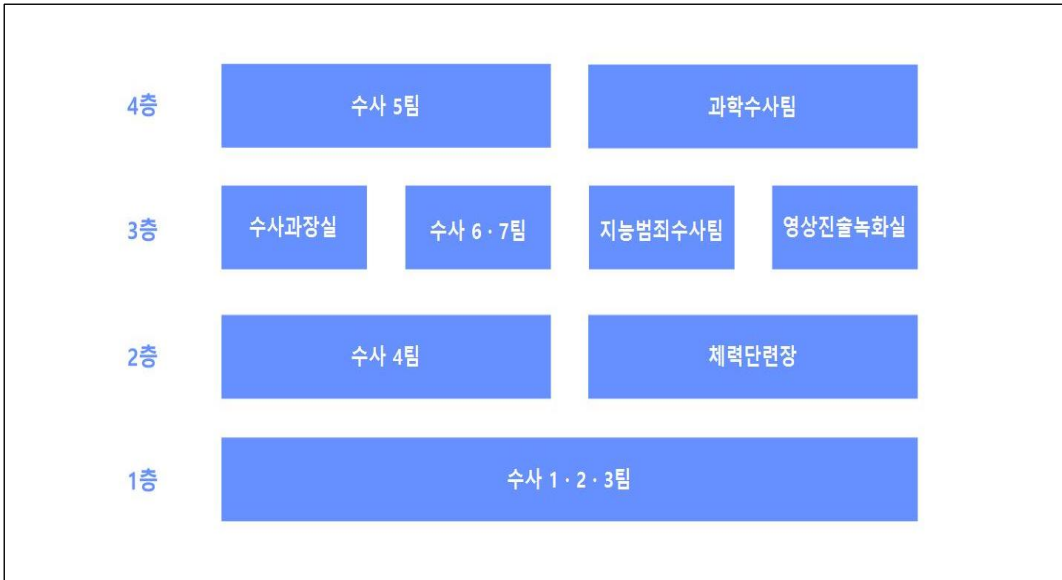 4층
수사 5팀
과학수사팀
3층
수사과장실
수사 6 · 7팀
지능범죄수사팀
영상진술녹화실
2층
수사 4팀
체력단련장
1층
수사 1 · 2 · 3팀